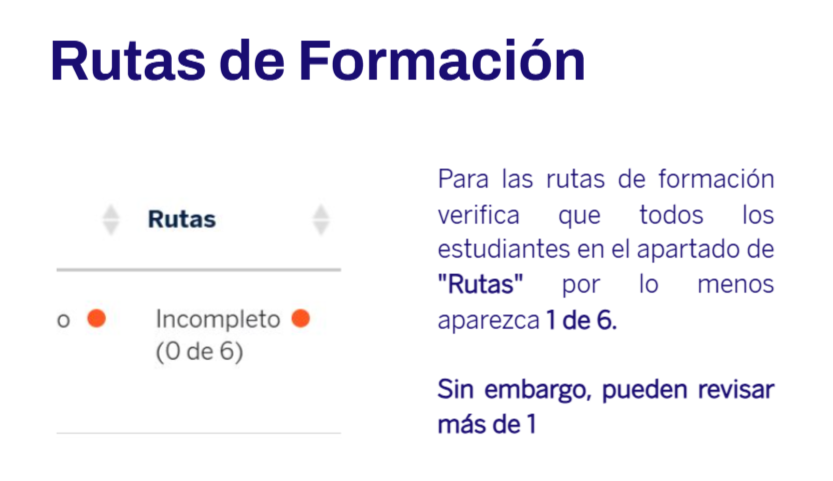 Rutas de Formación
Rutas
o
Incompleto
(0 de 6)
Para las rutas de formación
verifica que todos los
estudiantes en el apartado de
"Rutas" por lo menos
aparezca 1 de 6.
Sin embargo, pueden revisar
más de 1